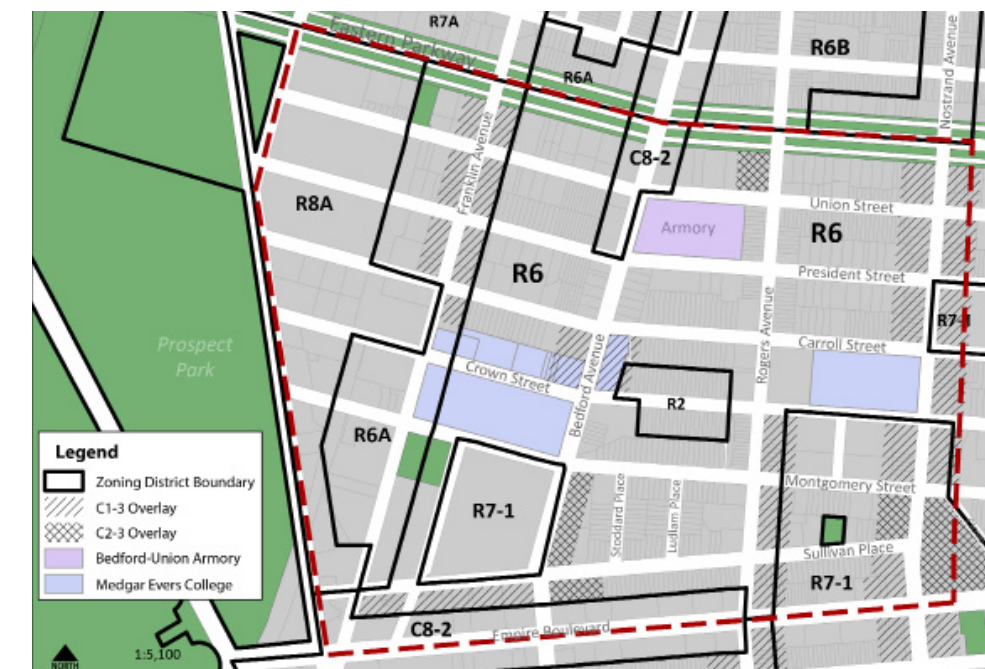 R7A
Eastern Parkway
R6B
R6A
Nostrand Avenue
Franklin Avenue
C8-2
R8A
Union Street
Armory
R6
R6
President Street
R7-1
Rogers Avenue
Carroll Street
Prospect
Park
Crown Street
Bedford Avenue
R2
R6A
Legend
Zoning District Boundary
C1-3 Overlay
C2-3 Overlay
Bedford-Union Armory
Medgar Evers College
R7-1
Stoddard Place
Ludlam Place
Montgomery Street
Sullivan Place
R7-1
C8-2
Empire Boulevard
NORTH
1:5,100